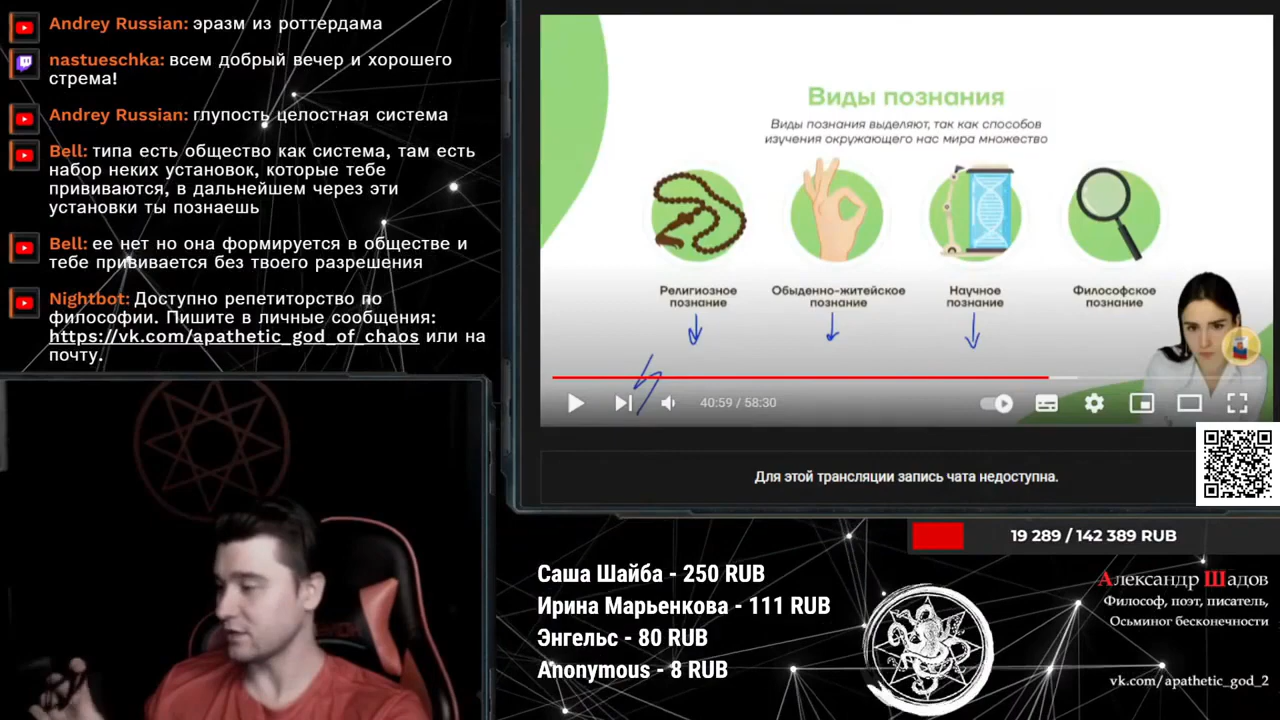 Andrey Russian: эразм из роттердама
nastueschka: всем добрый вечер и хорошего
стрема!
Andrey Russian: глупость целостная система
Bell: типа есть общество как система, там есть
набор неких установок, которые тебе
прививаются, в дальнейшем через эти
установки ты познаешь
Bell: ее нет но она формируется в обществе и
тебе прививается без твоего разрешения
Nightbot: Доступно репетиторство по
философии. Пишите в личные сообщения:
https://vk.com/apathetic_god_of_chaos или на
почту.
Виды познания
Виды познания выделяют, так как способов
изучения окружающего нас мира множество
Религиозное
познание
Обыденно-житейское
познание
Научное
познание
Философское
познание
40:59 / 58:30
Для этой трансляции запись чата недоступна.
19 289 / 142 389 RUB
Саша Шайба - 250 RUB
Ирина Марьенкова - 111 RUB
Энгельс - 80 RUB
Anonymous - 8 RUB
Александр Шадов
Философ, поэт, писатель,
Осьминог бесконечности
vk.com/apathetic_god_2